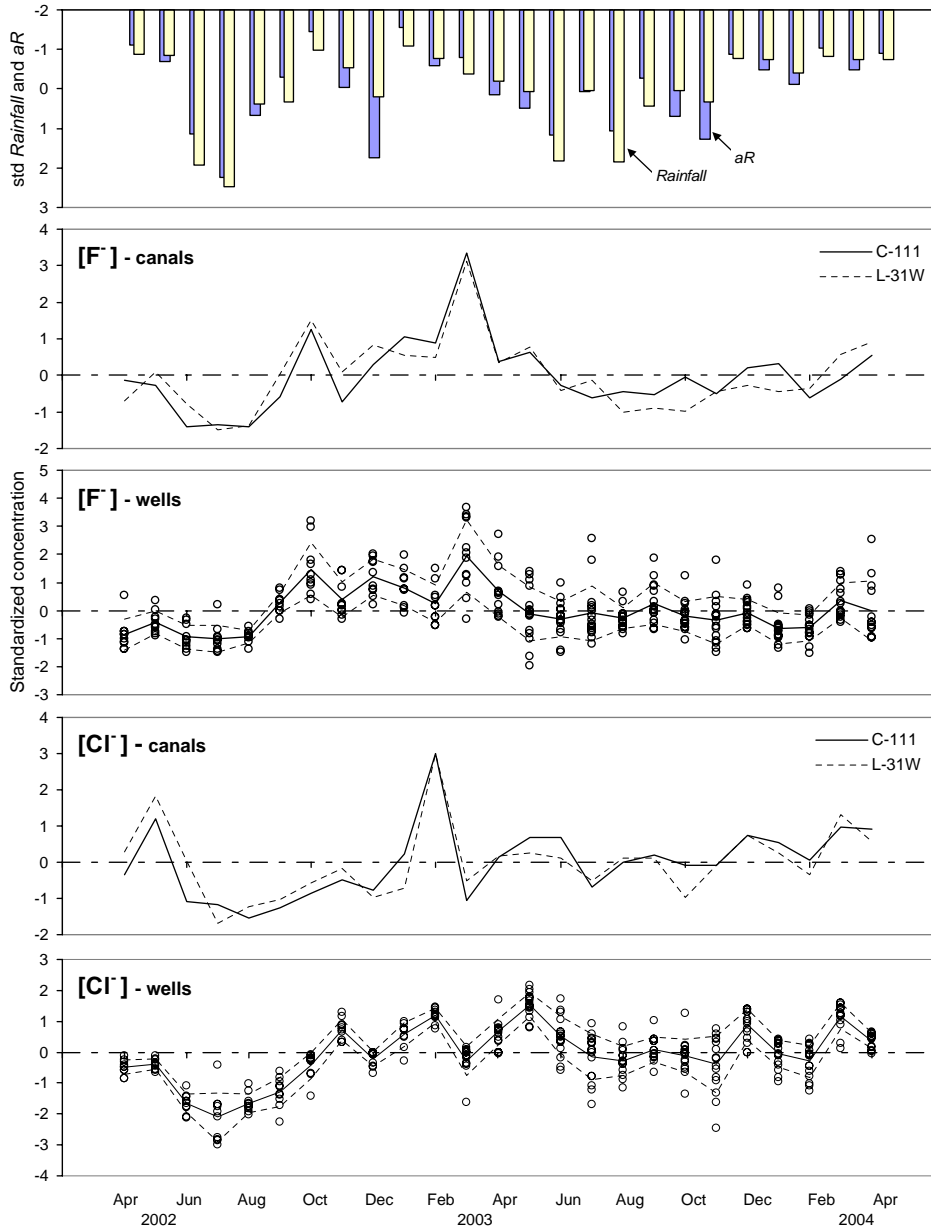 -2
-1
0
1
2
3
std Rainfall and aR
aR
Rainfall
4
3
2
1
0
-1
-2
[F-] - canals
C-111
L-31W
5
4
3
2
1
0
-1
-2
-3
[F-] - wells
Standardized concentration
4
3
2
1
0
-1
-2
[Cl-] - canals
C-111
L-31W
3
2
1
0
-1
-2
-3
-4
[Cl-] - wells
Apr Jun Aug Oct Dec Feb Apr Jun Aug Oct Dec Feb Apr
2002 2003 2004